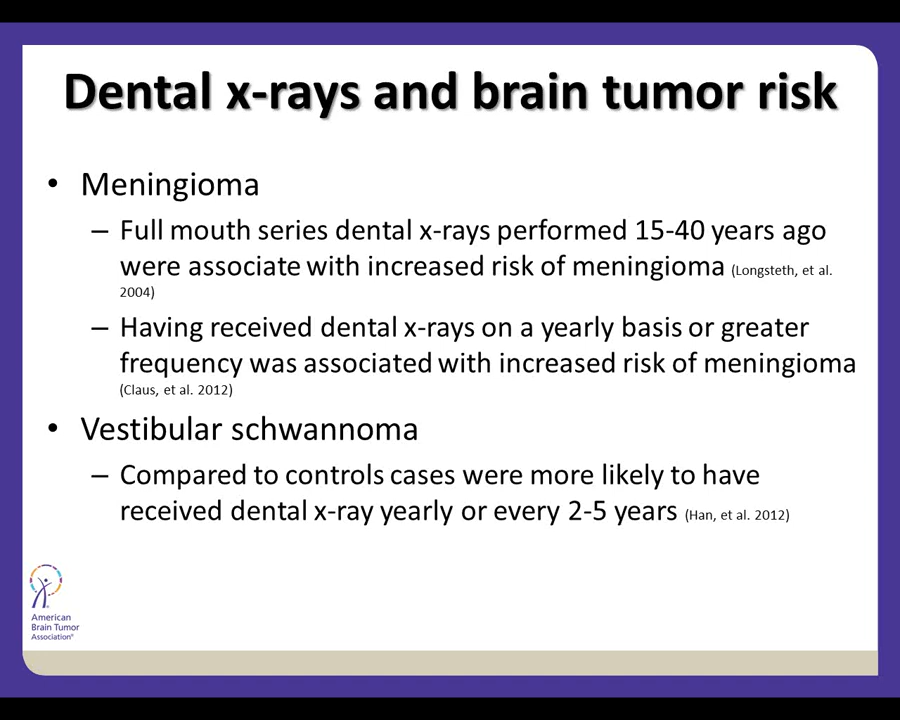 Dental x-rays and brain tumor risk
• Meningioma
– Full mouth series dental x-rays performed 15-40 years ago
were associate with increased risk of meningioma (Longsteth, et al.
2004)
– Having received dental x-rays on a yearly basis or greater
frequency was associated with increased risk of meningioma
(Claus, et al. 2012)
• Vestibular schwannoma
– Compared to controls cases were more likely to have
received dental x-ray yearly or every 2-5 years (Han, et al. 2012)
American
Brain Tumor
Association®